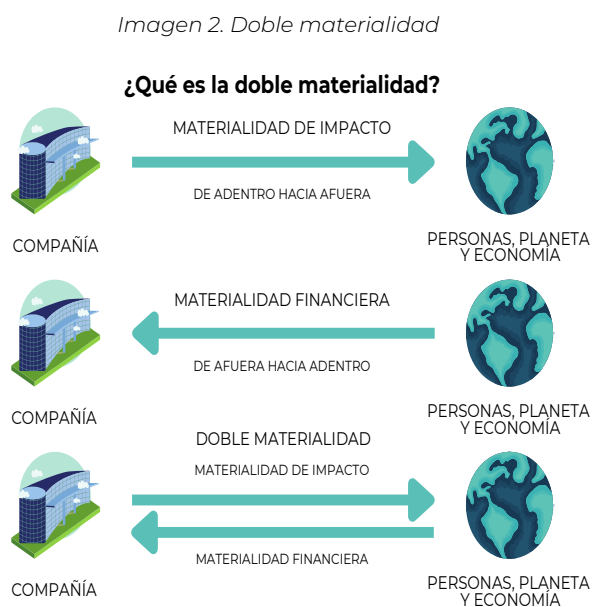 Imagen 2. Doble materialidad
¿Qué es la doble materialidad?
MATERIALIDAD DE IMPACTO
DE ADENTRO HACIA AFUERA
COMPAÑÍA
PERSONAS, PLANETA
Y ECONOMÍA
MATERIALIDAD FINANCIERA
DE AFUERA HACIA ADENTRO
COMPAÑÍA
PERSONAS, PLANETA
Y ECONOMÍA
DOBLE MATERIALIDAD
MATERIALIDAD DE IMPACTO
MATERIALIDAD FINANCIERA
COMPAÑÍA
PERSONAS, PLANETA
Y ECONOMÍA